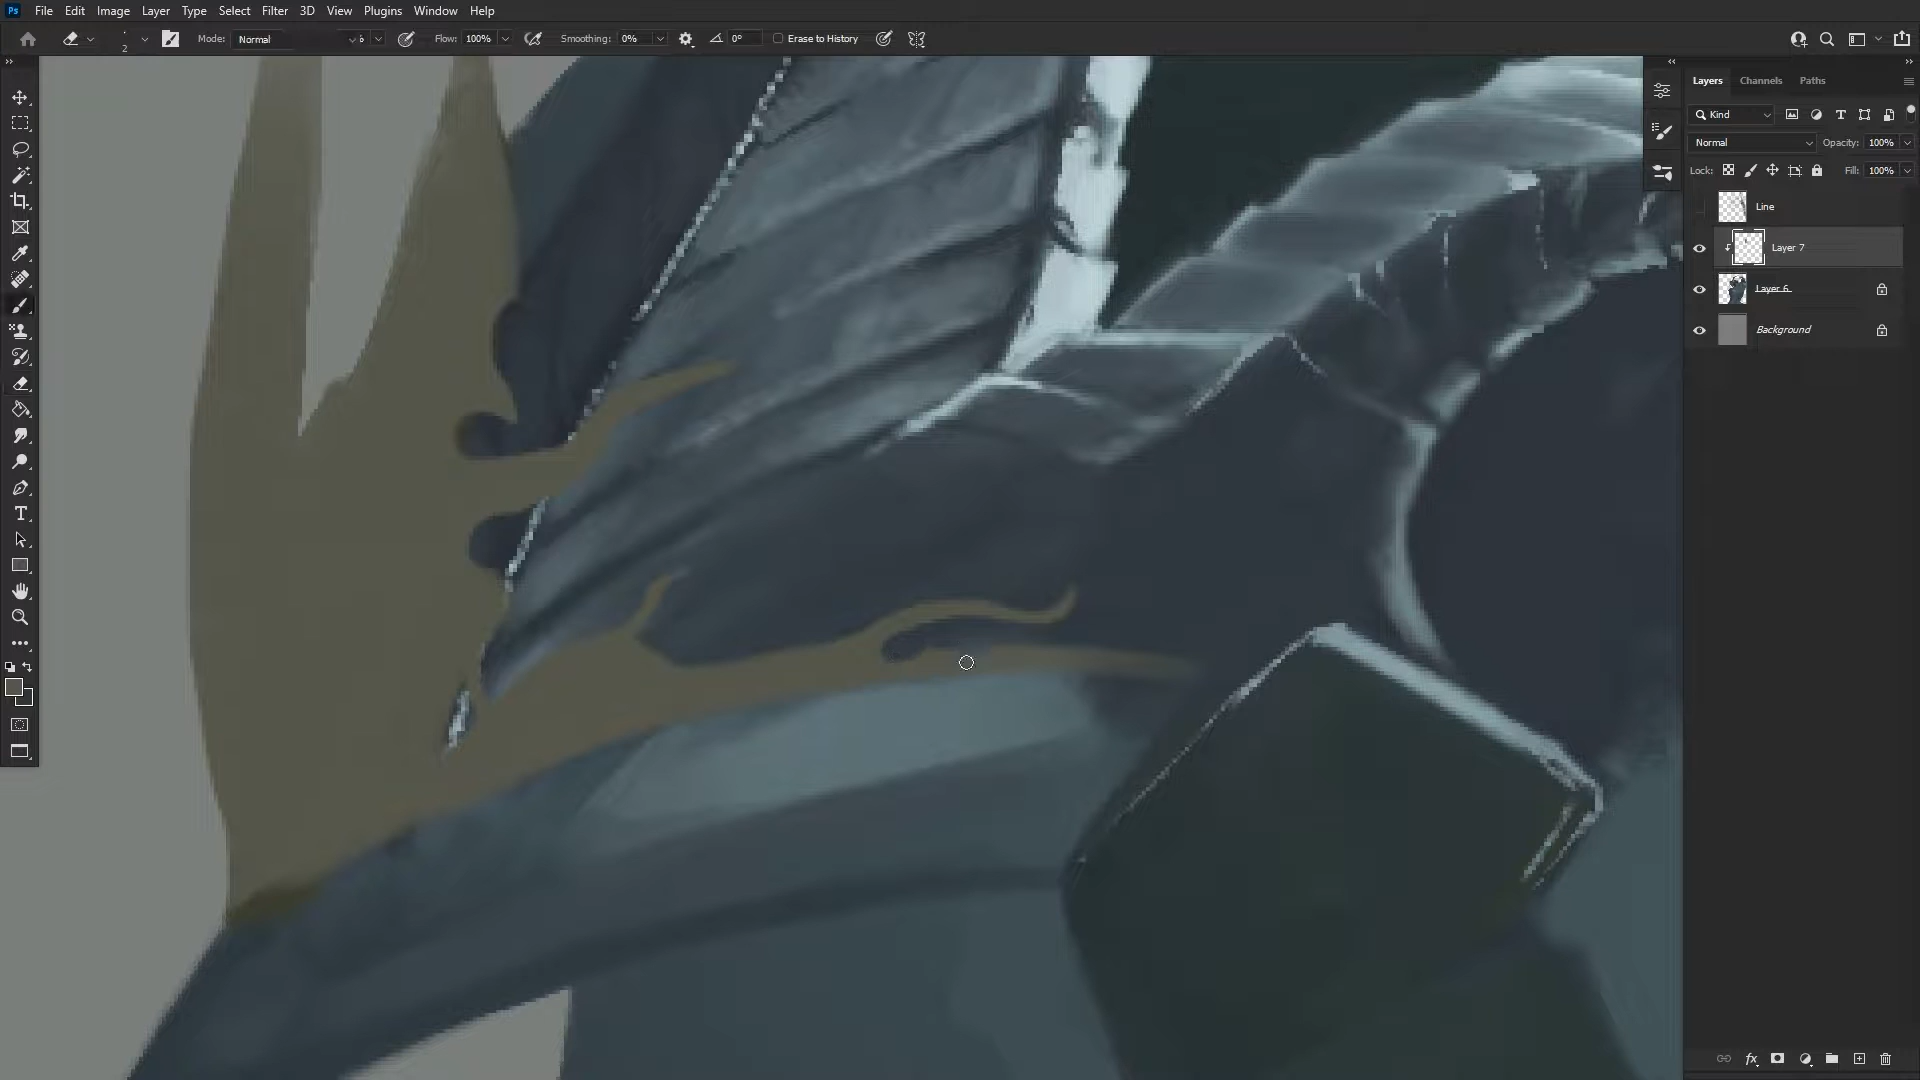 Ps File Edit Image Layer Type Select Filter 3D View Plugins Window Help
2 Mode: Normal Flow: 100% Smoothing: 0% 0° Erase to History
Layers Channels Paths
Kind
Normal Opacity: 100%
Lock: Fill: 100%
Line
Layer 7
Layer 6
Background